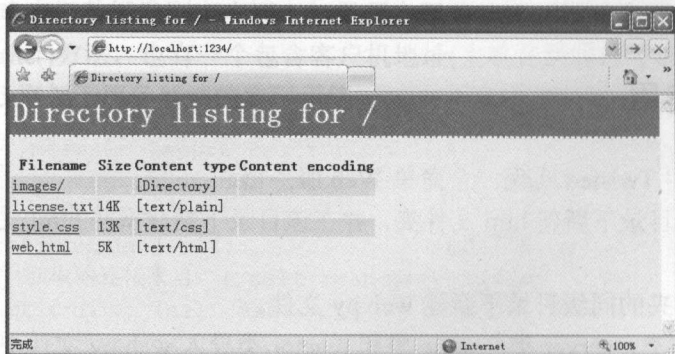 Directory listing for / - Windows Internet Explorer
http://localhost:1234/
Directory listing for /
Directory listing for /
Filename Size Content type Content encoding
images/ [Directory]
license.txt 14K [text/plain]
style.css 13K [text/css]
web.html 5K [text/html]
完成 Internet 100%